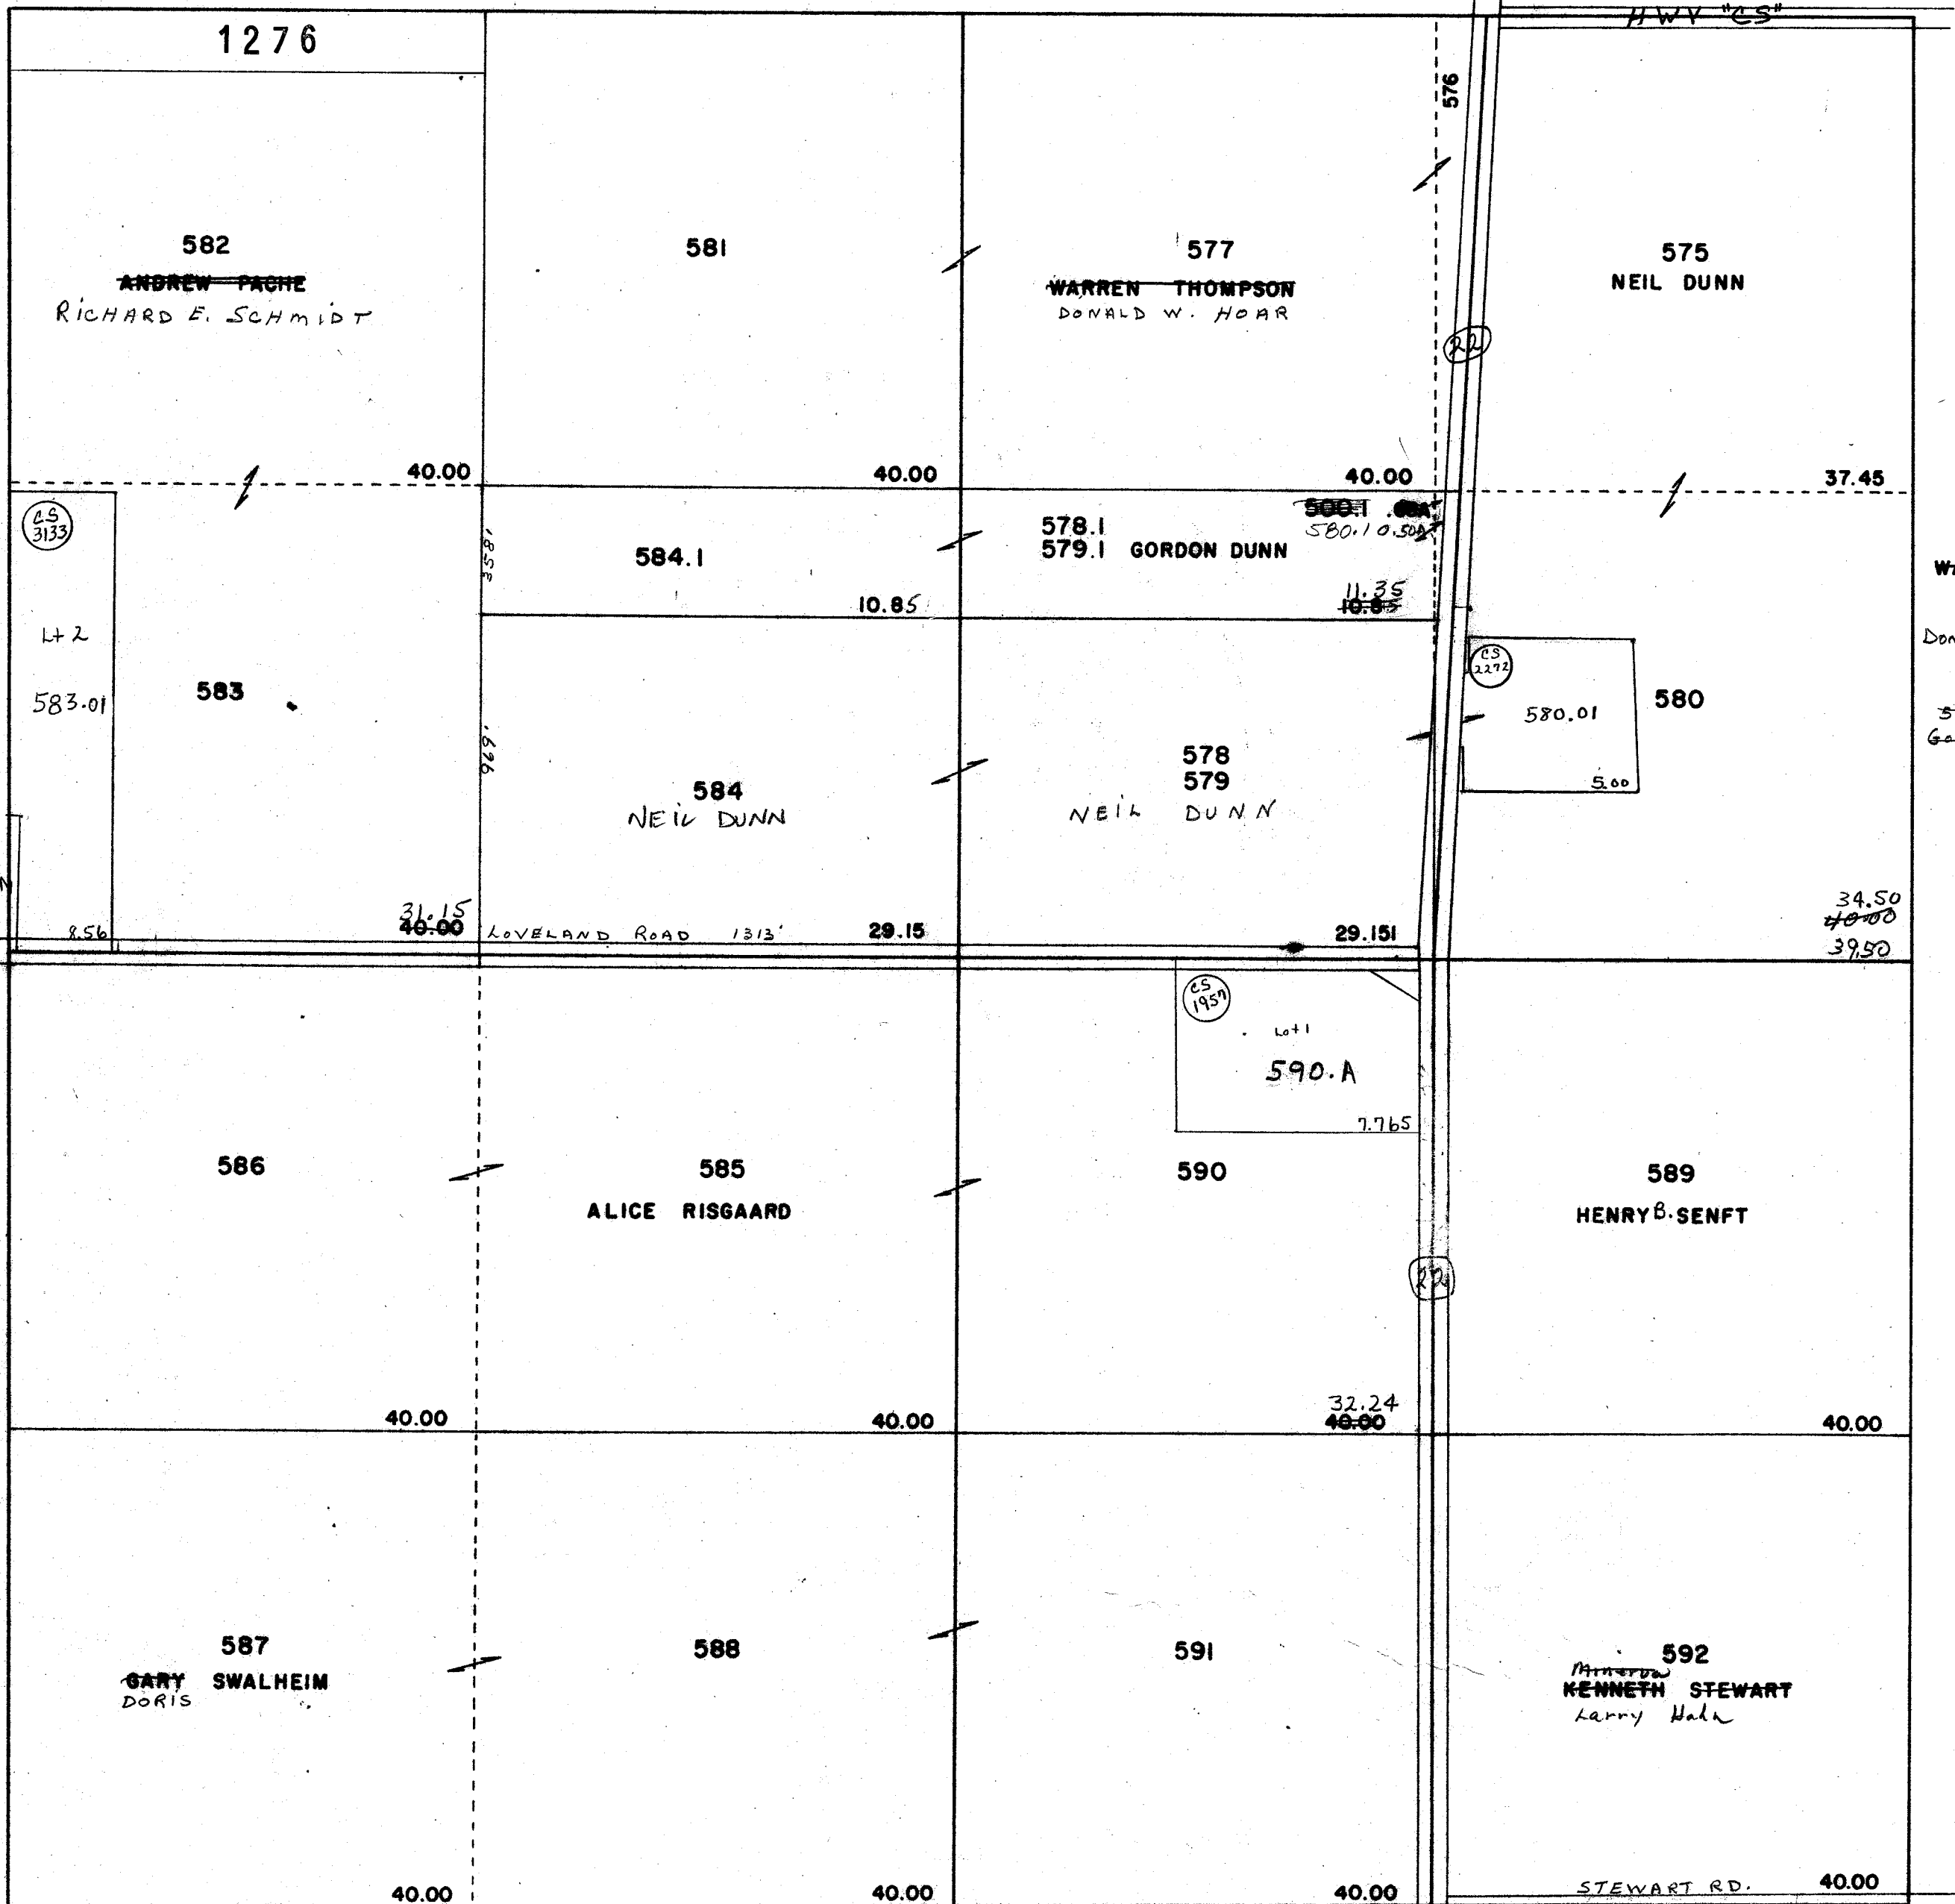 1276
HWY "CS"
576
582
ANDREW PACHE
RICHARD E. SCHMIDT
40.00
581
40.00
577
WARREN THOMPSON
DONALD W. HOAR
40.00
22
575
NEIL DUNN
37.45
CS
3133
Lt 2
583.01
8.56
583
31.15
40.00
358'
969'
584.1
10.85
578.1
579.1 GORDON DUNN
580.1 0.50A
11.35
10.85
584
NEIL DUNN
LOVELAND ROAD 1313'
29.15
578
579
NEIL DUNN
29.151
CS
2272
580.01
5.00
580
34.50
40.00
39.50
Don
586
40.00
585
ALICE RISGAARD
40.00
CS
1957
Lot 1
590.A
7.765
590
32.24
40.00
22
589
HENRY B. SENFT
40.00
587
GARY SWALHEIM
DORIS
40.00
588
40.00
591
40.00
592
Minerva
KENNETH STEWART
Larry Hahn
STEWART RD.
40.00